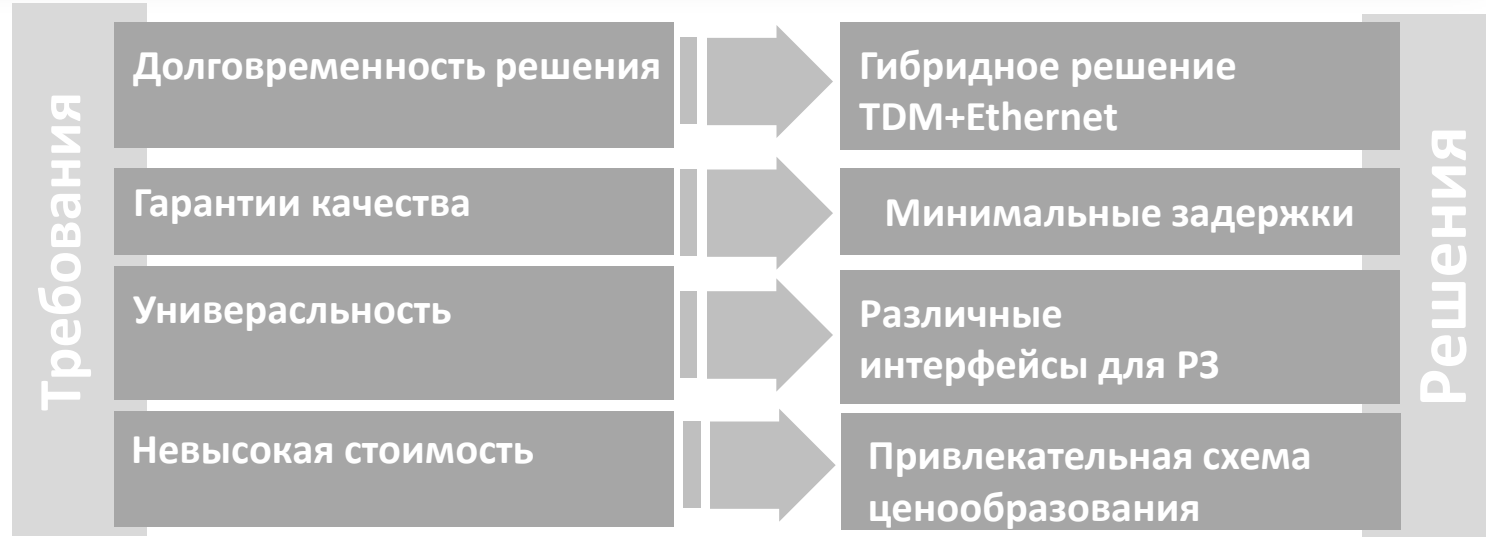 Требования
Долговременность решения
Гибридное решение
TDM+Ethernet
Гарантии качества
Минимальные задержки
Универасльность
Различные
интерфейсы для РЗ
Невысокая стоимость
Привлекательная схема
ценообразования
Решения